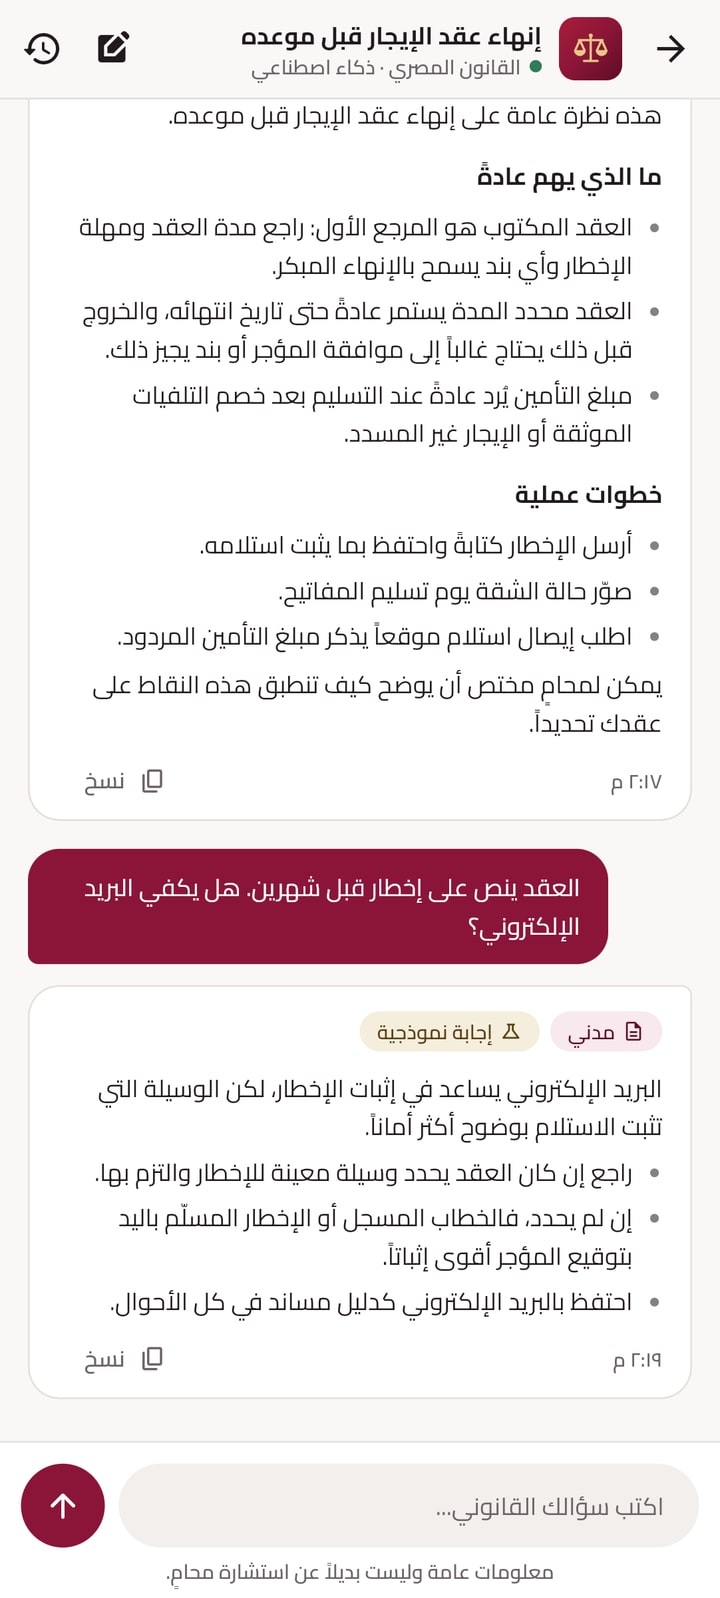 إنهاء عقد الإيجار قبل موعده
القانون المصري · ذكاء اصطناعي
هذه نظرة عامة على إنهاء عقد الإيجار قبل موعده.
ما الذي يهم عادةً
• العقد المكتوب هو المرجع الأول: راجع مدة العقد ومهلة
الإخطار وأي بند يسمح بالإنهاء المبكر.
• العقد محدد المدة يستمر عادةً حتى تاريخ انتهائه، والخروج
قبل ذلك يحتاج غالباً إلى موافقة المؤجر أو بند يجيز ذلك.
• مبلغ التأمين يُرد عادةً عند التسليم بعد خصم التلفيات
الموثقة أو الإيجار غير المسدد.
خطوات عملية
• أرسل الإخطار كتابةً واحتفظ بما يثبت استلامه.
• صوّر حالة الشقة يوم تسليم المفاتيح.
• اطلب إيصال استلام موقعاً يذكر مبلغ التأمين المردود.
يمكن لمحامٍ مختص أن يوضح كيف تنطبق هذه النقاط على
عقدك تحديداً.
٢:١٧ م
نسخ
العقد ينص على إخطار قبل شهرين. هل يكفي البريد
الإلكتروني؟
مدني
إجابة نموذجية
البريد الإلكتروني يساعد في إثبات الإخطار، لكن الوسيلة التي
تثبت الاستلام بوضوح أكثر أماناً.
• راجع إن كان العقد يحدد وسيلة معينة للإخطار والتزم بها.
• إن لم يحدد، فالخطاب المسجل أو الإخطار المسلّم باليد
بتوقيع المؤجر أقوى إثباتاً.
• احتفظ بالبريد الإلكتروني كدليل مساند في كل الأحوال.
٢:١٩ م
نسخ
اكتب سؤالك القانوني...
معلومات عامة وليست بديلاً عن استشارة محامٍ.